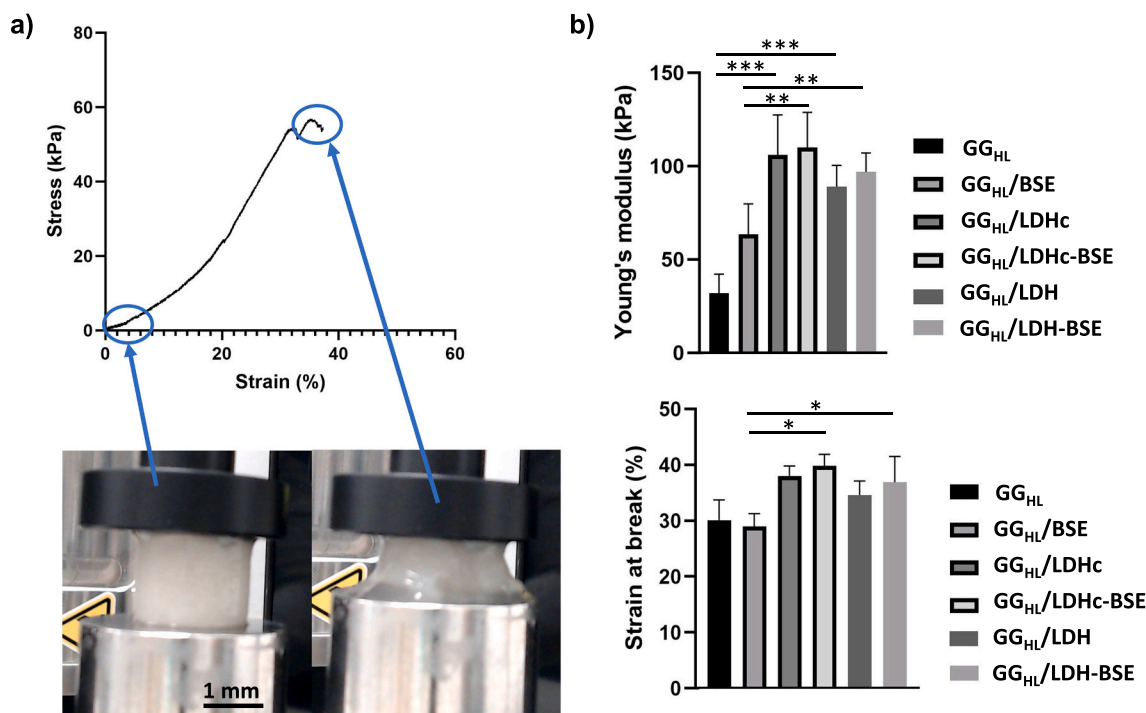 a)
80
60
40
20
0
Stress (kPa)
0 20 40 60
Strain (%)
1 mm
b)
***
***
**
**
150
100
50
0
Young's modulus (kPa)
GGHL
GGHL/BSE
GGHL/LDHc
GGHL/LDHc-BSE
GGHL/LDH
GGHL/LDH-BSE
*
*
50
40
30
20
10
0
Strain at break (%)
GGHL
GGHL/BSE
GGHL/LDHc
GGHL/LDHc-BSE
GGHL/LDH
GGHL/LDH-BSE